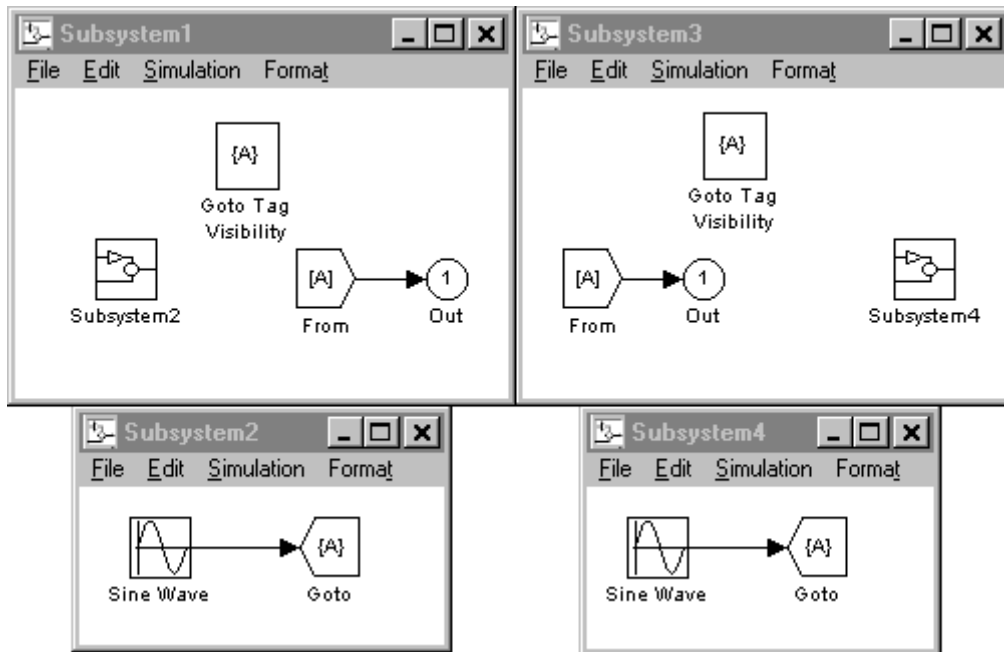 Subsystem1
File Edit Simulation Format
{A}
Goto Tag
Visibility
Subsystem2
[A]
From
1
Out
Subsystem3
File Edit Simulation Format
{A}
Goto Tag
Visibility
[A]
From
1
Out
Subsystem4
Subsystem2
File Edit Simulation Format
Sine Wave
{A}
Goto
Subsystem4
File Edit Simulation Format
Sine Wave
{A}
Goto